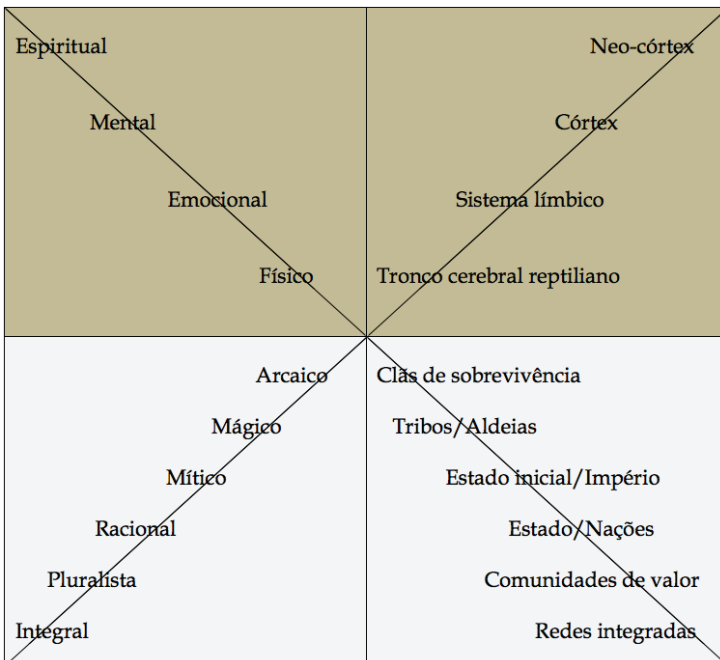 Espiritual
Neo-córtex
Mental
Córtex
Emocional
Sistema límbico
Físico
Tronco cerebral reptiliano
Arcaico
Clãs de sobrevivência
Mágico
Tribos/Aldeias
Mítico
Estado inicial/Império
Racional
Estado/Nações
Pluralista
Comunidades de valor
Integral
Redes integradas